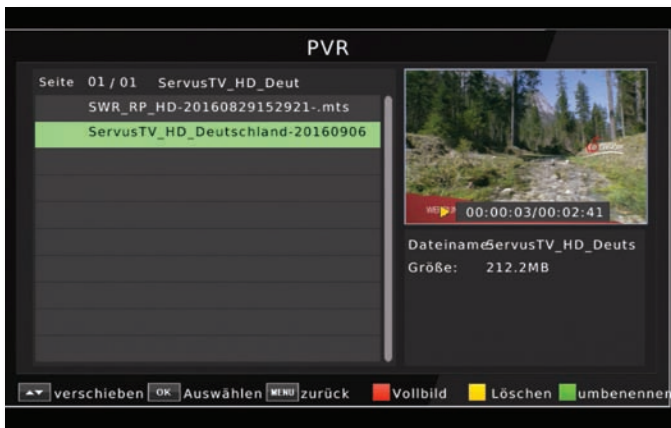 PVR
Seite 01/01 ServusTV_HD_Deut
SWR_RP_HD-20160829152921-.mts
ServusTV_HD_Deutschland-20160906
00:00:03/00:02:41
DateinameServusTV_HD_Deuts
Größe: 212.2MB
verschieben OK Auswählen MENU zurück Vollbild Löschen umbenennen